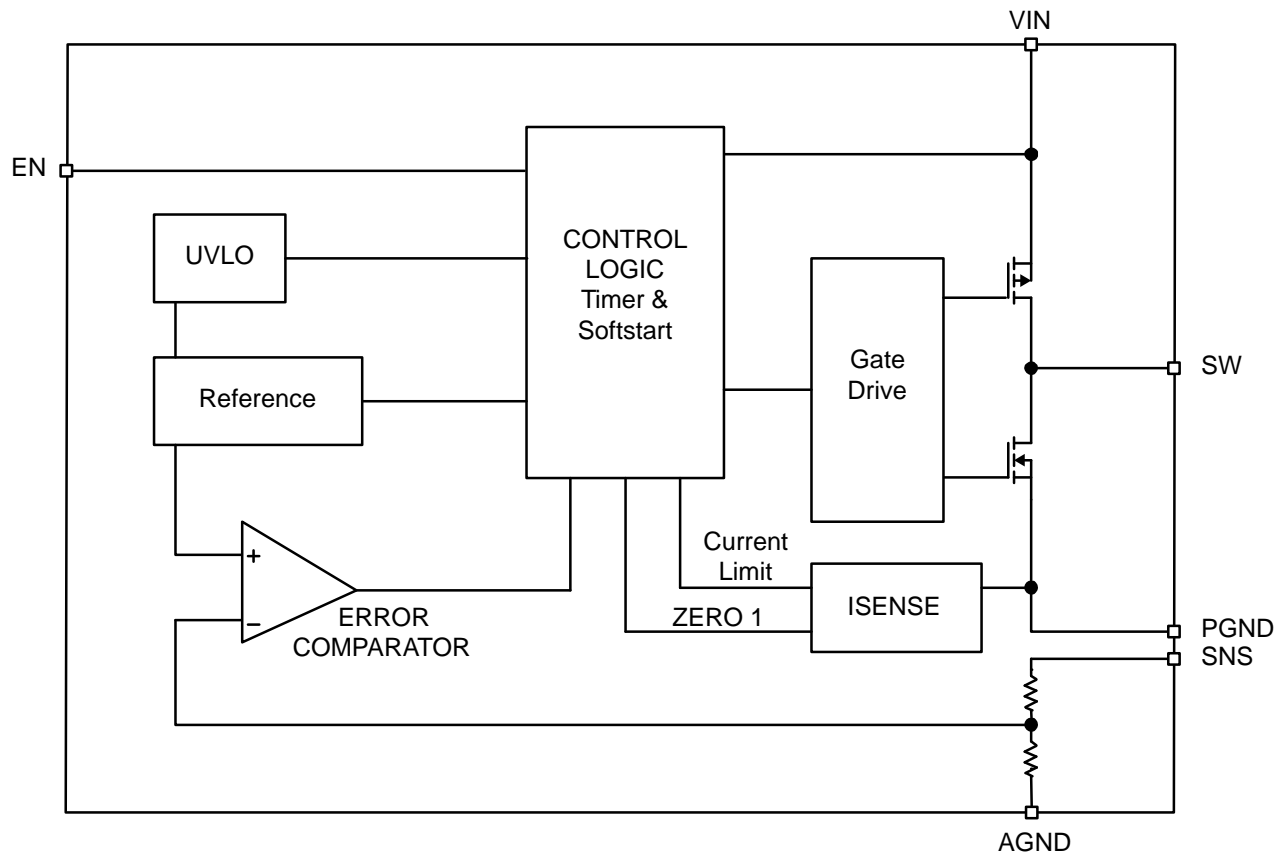 VIN
EN
UVLO
CONTROL
LOGIC
Timer &
Softstart
Gate
Drive
SW
Reference
+
−
ERROR
COMPARATOR
Current
Limit
ZERO 1
ISENSE
PGND
SNS
AGND